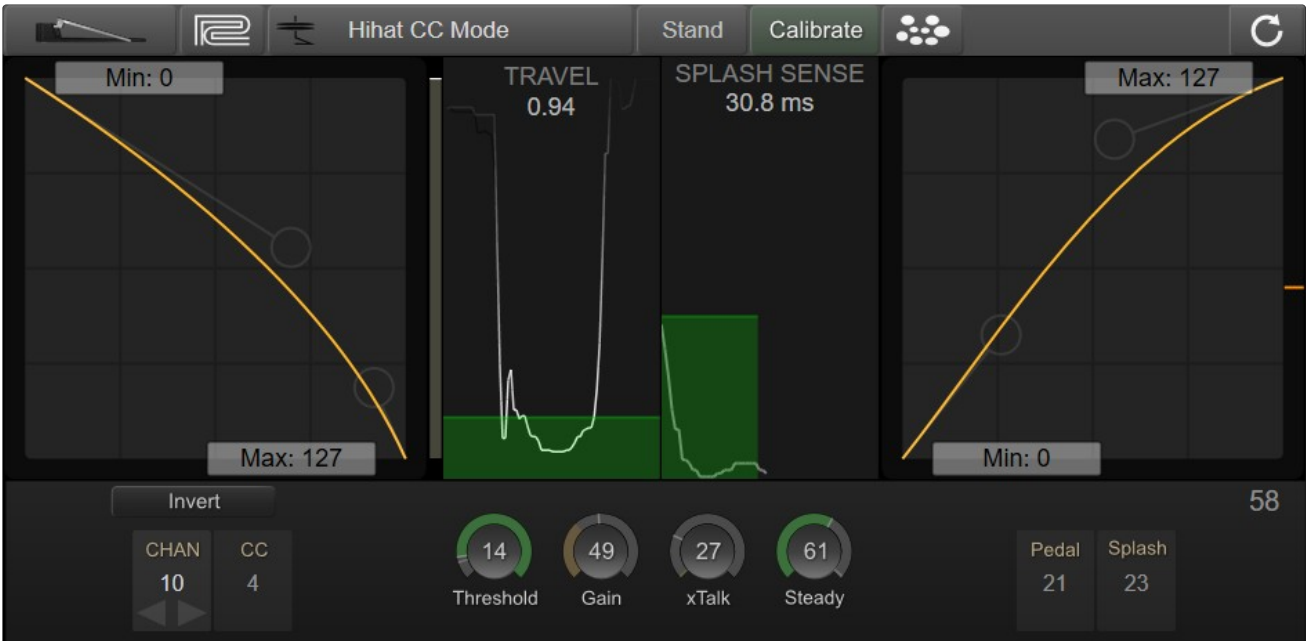 Hihat CC Mode
Stand
Calibrate
Min: 0
TRAVEL
0.94
SPLASH SENSE
30.8 ms
Max: 127
Max: 127
Min: 0
Invert
58
CHAN
10
CC
4
14
Threshold
49
Gain
27
xTalk
61
Steady
Pedal
21
Splash
23